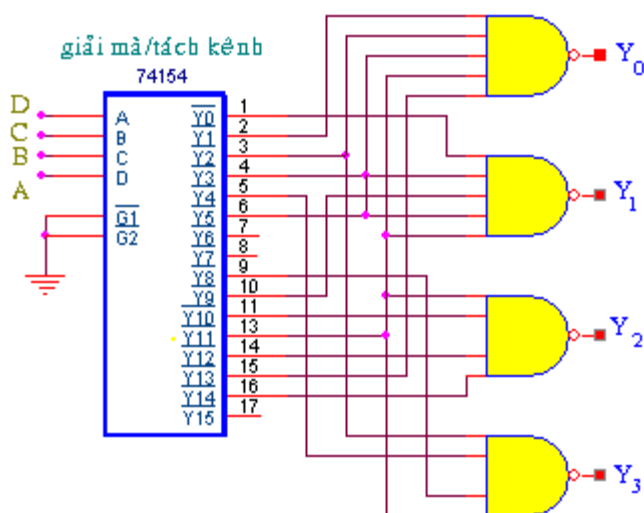 giải mà/tách kênh
74154
D
C
B
A
A
B
C
D
G1
G2
Y0 1
Y1 2
Y2 3
Y3 4
Y4 5
Y5 6
Y6 7
Y7 8
Y8 9
Y9 10
Y10 11
Y11 13
Y12 14
Y13 15
Y14 16
Y15 17
Y0
Y1
Y2
Y3